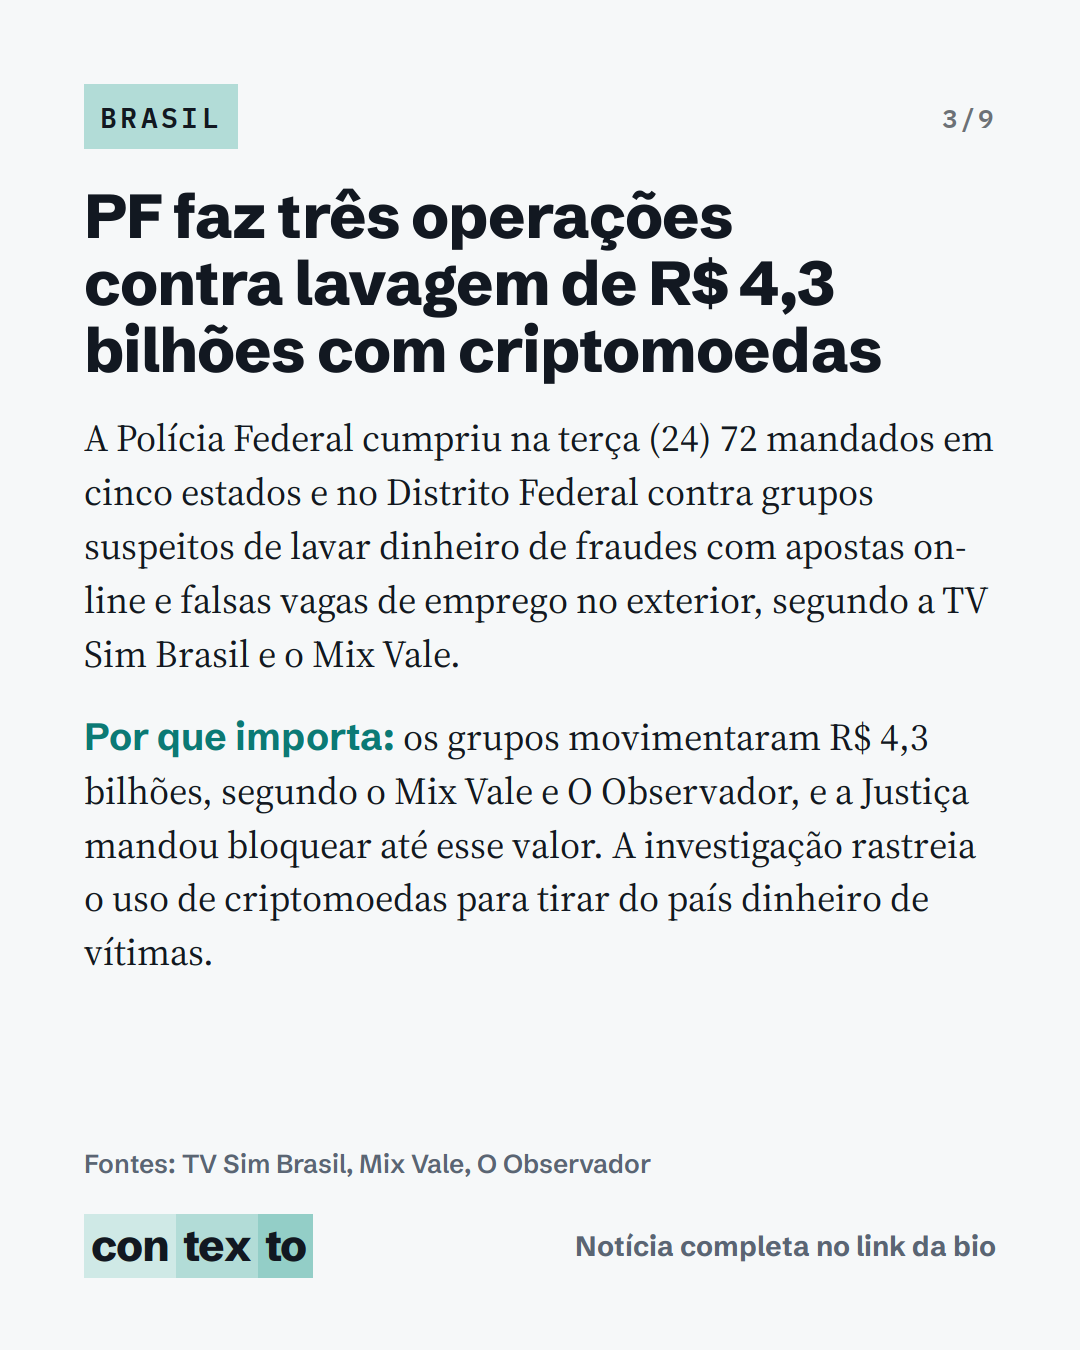 BRASIL
3/9
PF faz três operações
contra lavagem de R$ 4,3
bilhões com criptomoedas
A Polícia Federal cumpriu na terça (24) 72 mandados em
cinco estados e no Distrito Federal contra grupos
suspeitos de lavar dinheiro de fraudes com apostas on-
line e falsas vagas de emprego no exterior, segundo a TV
Sim Brasil e o Mix Vale.
Por que importa: os grupos movimentaram R$ 4,3
bilhões, segundo o Mix Vale e O Observador, e a Justiça
mandou bloquear até esse valor. A investigação rastreia
o uso de criptomoedas para tirar do país dinheiro de
vítimas.
Fontes: TV Sim Brasil, Mix Vale, O Observador
con tex to
Notícia completa no link da bio